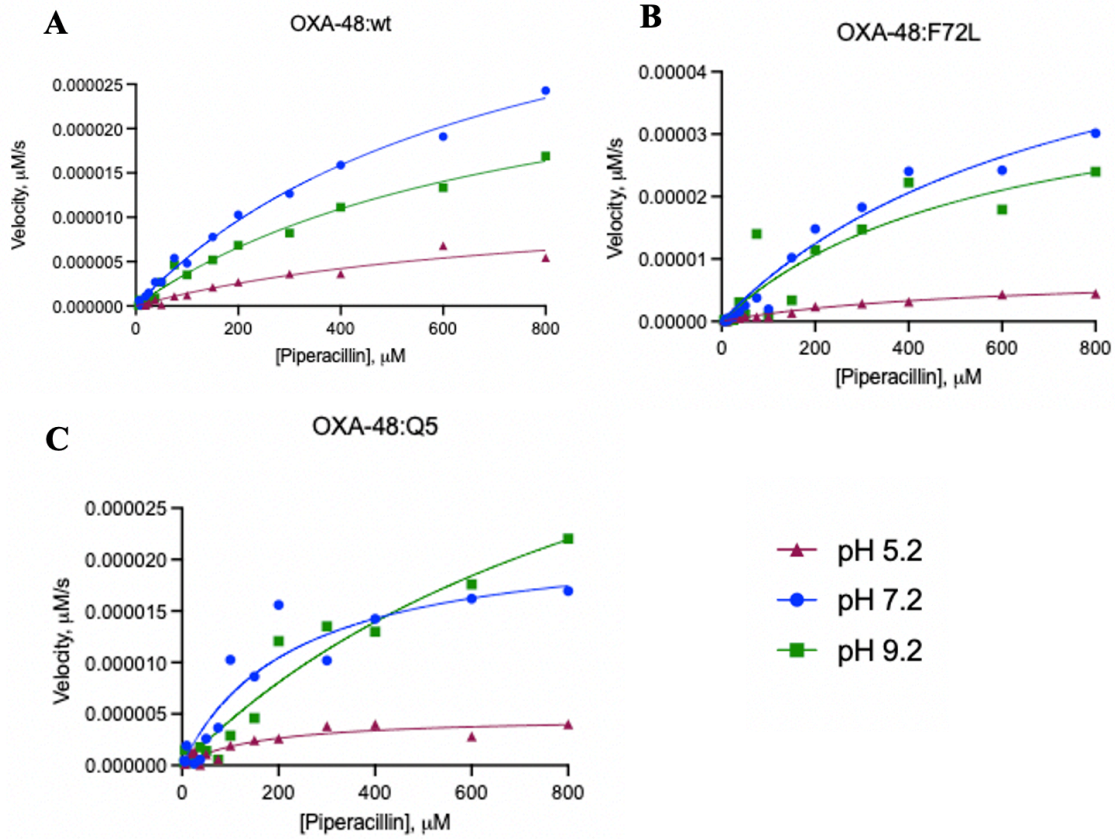 A
OXA-48:wt
Velocity, µM/s
0.000025
0.000020
0.000015
0.000010
0.000005
0.000000
0
200
400
600
800
[Piperacillin], µM
B
OXA-48:F72L
Velocity, µM/s
0.00004
0.00003
0.00002
0.00001
0.00000
0
200
400
600
800
[Piperacillin], µM
C
OXA-48:Q5
Velocity, µM/s
0.000025
0.000020
0.000015
0.000010
0.000005
0.000000
0
200
400
600
800
[Piperacillin], µM
pH 5.2
pH 7.2
pH 9.2